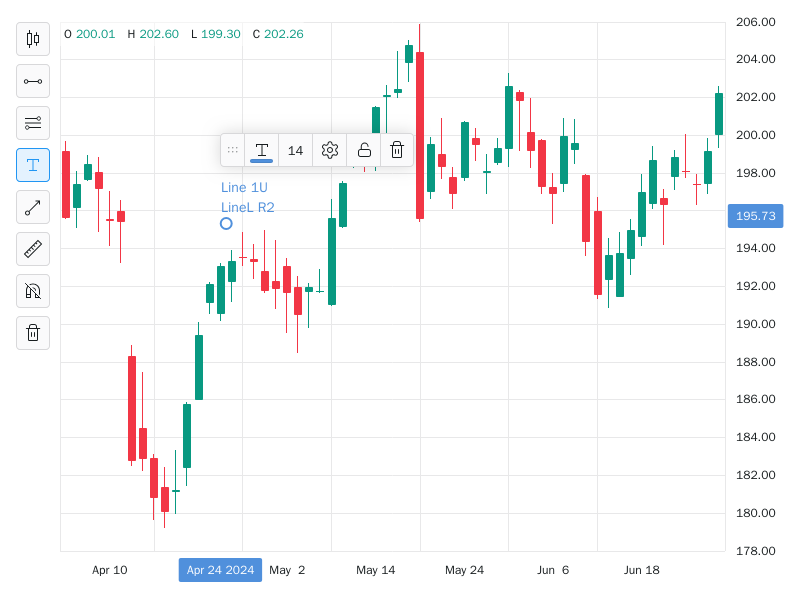 O 200.01 H 202.60 L 199.30 C 202.26
T 14
Line 1U
LineL R2
T
206.00
204.00
202.00
200.00
198.00
195.73
194.00
192.00
190.00
188.00
186.00
184.00
182.00
180.00
178.00
Apr 10 Apr 24 2024 May 2 May 14 May 24 Jun 6 Jun 18